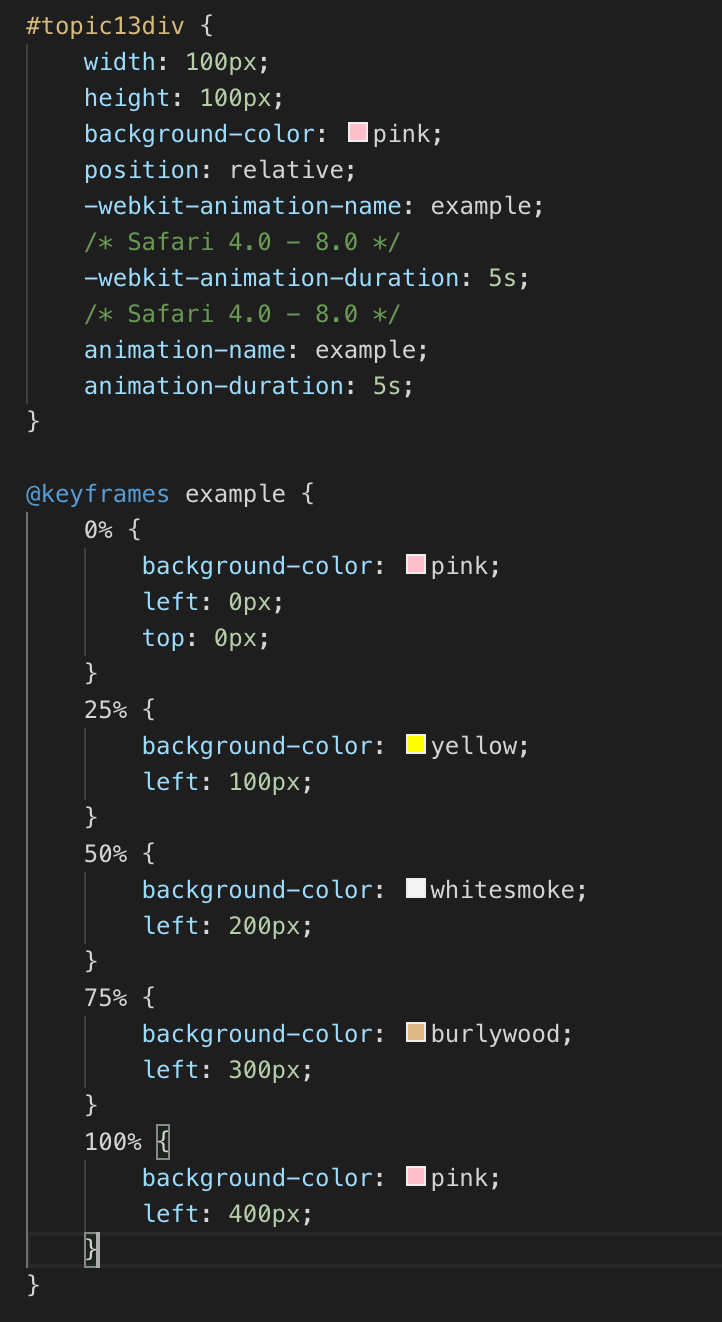 #topic13div {
    width: 100px;
    height: 100px;
    background-color: pink;
    position: relative;
    -webkit-animation-name: example;
    /* Safari 4.0 - 8.0 */
    -webkit-animation-duration: 5s;
    /* Safari 4.0 - 8.0 */
    animation-name: example;
    animation-duration: 5s;
}

@keyframes example {
    0% {
        background-color: pink;
        left: 0px;
        top: 0px;
    }
    25% {
        background-color: yellow;
        left: 100px;
    }
    50% {
        background-color: whitesmoke;
        left: 200px;
    }
    75% {
        background-color: burlywood;
        left: 300px;
    }
    100% {
        background-color: pink;
        left: 400px;
    }
}